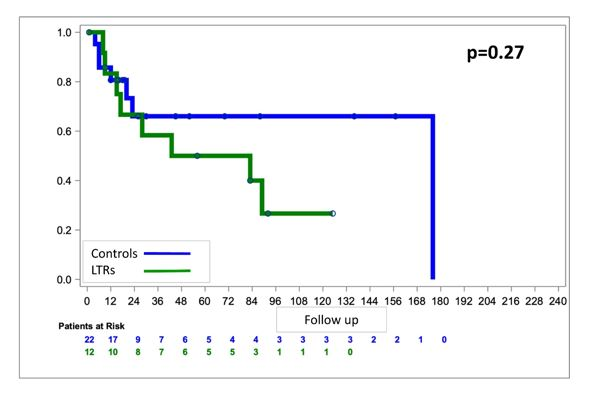 p=0.27
1.0
0.8
0.6
0.4
0.2
0.0
Controls
LTRs
0 12 24 36 48 60 72 84 96 108 120 132 144 156 168 180 192 204 216 228 240
Follow up
Patients at Risk
22 17 9 7 6 5 4 4 3 3 3 3 2 2 1 0
12 10 8 7 6 5 5 3 1 1 1 0